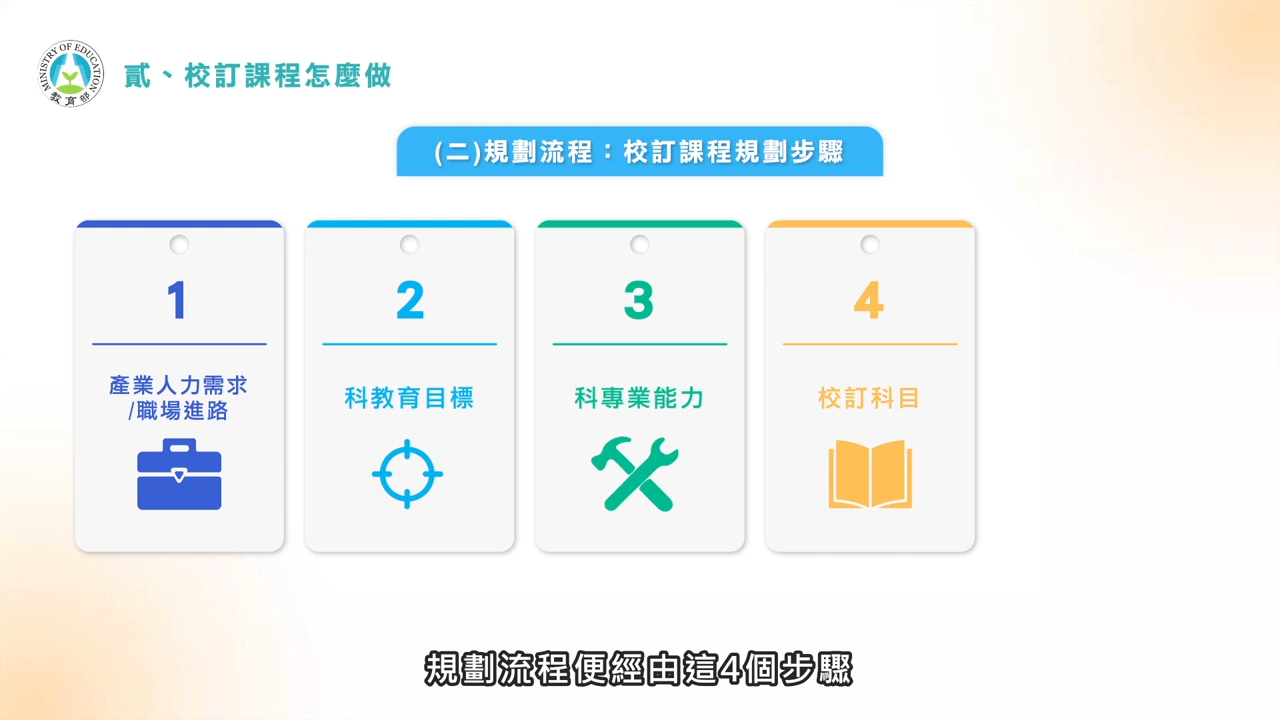 MINISTRY OF EDUCATION
教育部
貳、校訂課程怎麼做
(二)規劃流程：校訂課程規劃步驟
1
產業人力需求
/職場進路
2
科教育目標
3
科專業能力
4
校訂科目
規劃流程便經由這4個步驟